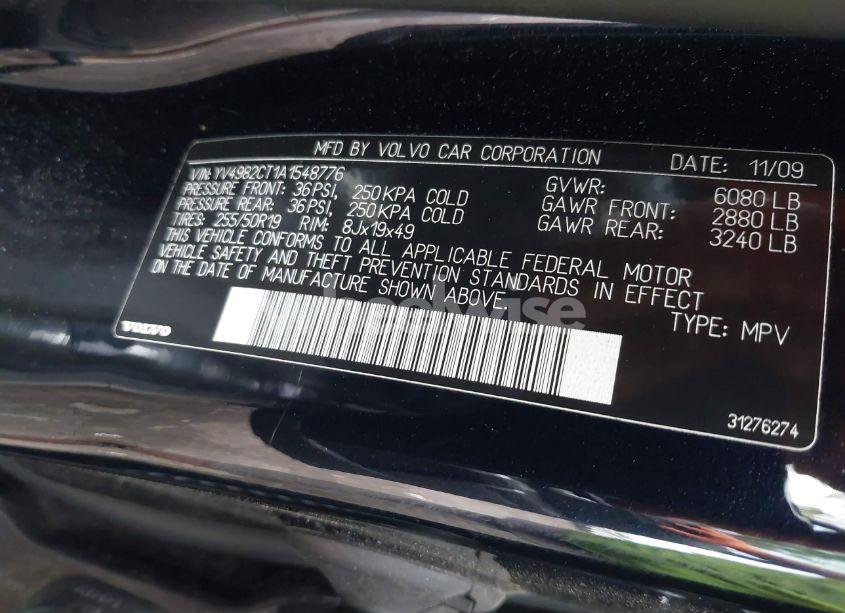 MFD BY VOLVO CAR CORPORATION DATE: 11/09
VIN: YV4982CT1A1548776 GVWR: 6080 LB
PRESSURE FRONT: 36PSI, 250KPA COLD GAWR FRONT: 2880 LB
PRESSURE REAR: 36PSI, 250KPA COLD GAWR REAR: 3240 LB
TIRES: 255/50R19 RIM: 8Jx19x49
THIS VEHICLE CONFORMS TO ALL APPLICABLE FEDERAL MOTOR
VEHICLE SAFETY AND THEFT PREVENTION STANDARDS IN EFFECT
ON THE DATE OF MANUFACTURE SHOWN ABOVE.
TYPE: MPV
VOLVO
31276274